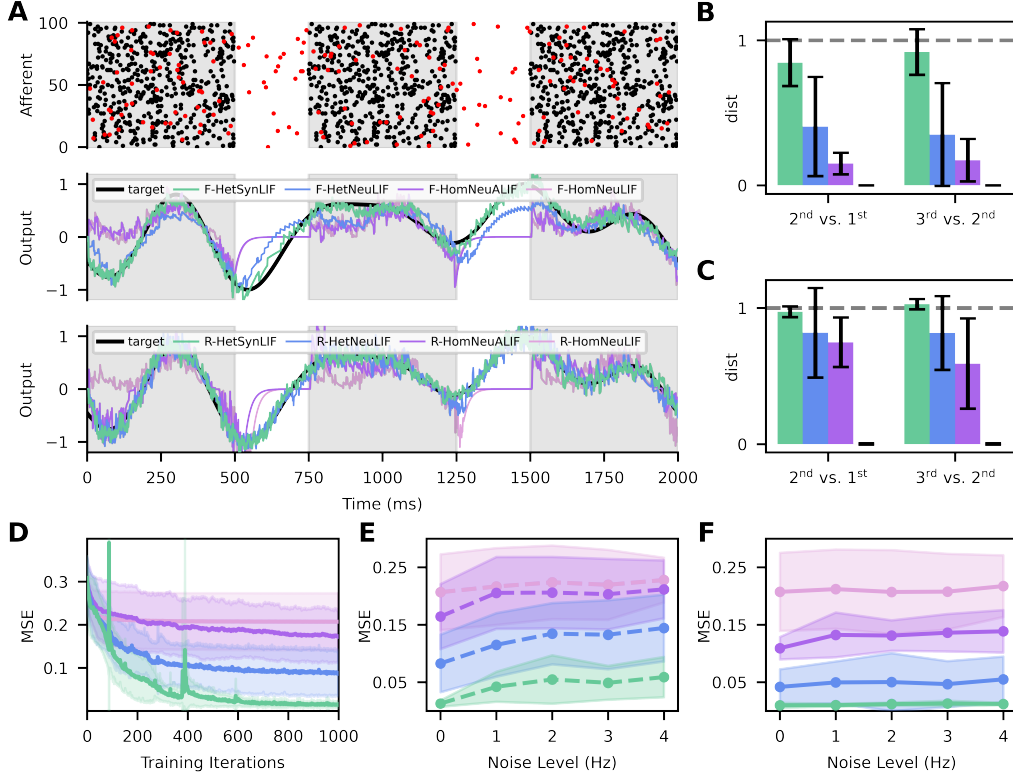 A
100
50
0
Afferent
target F-HetSynLIF F-HetNeuLIF F-HomNeuALIF F-HomNeuLIF
1
0
−1
Output
target R-HetSynLIF R-HetNeuLIF R-HomNeuALIF R-HomNeuLIF
1
0
−1
Output
0 250 500 750 1000 1250 1500 1750 2000
Time (ms)
B
1
0
dist
2nd vs. 1st 3rd vs. 2nd
C
1
0
dist
2nd vs. 1st 3rd vs. 2nd
D
0.3
0.2
0.1
MSE
0 200 400 600 800 1000
Training Iterations
E
0.25
0.15
0.05
MSE
0 1 2 3 4
Noise Level (Hz)
F
0.25
0.15
0.05
MSE
0 1 2 3 4
Noise Level (Hz)